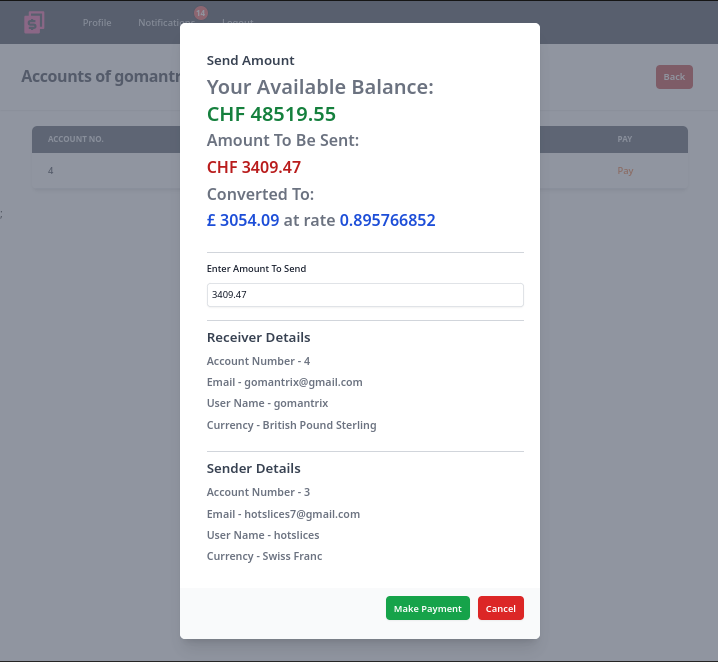 Profile
Notifications
14
Logout
Accounts of gomantr
Back
ACCOUNT NO.
PAY
4
Pay
;
Send Amount
Your Available Balance:
CHF 48519.55
Amount To Be Sent:
CHF 3409.47
Converted To:
£ 3054.09 at rate 0.895766852
Enter Amount To Send
3409.47
Receiver Details
Account Number - 4
Email - gomantrix@gmail.com
User Name - gomantrix
Currency - British Pound Sterling
Sender Details
Account Number - 3
Email - hotslices7@gmail.com
User Name - hotslices
Currency - Swiss Franc
Make Payment
Cancel